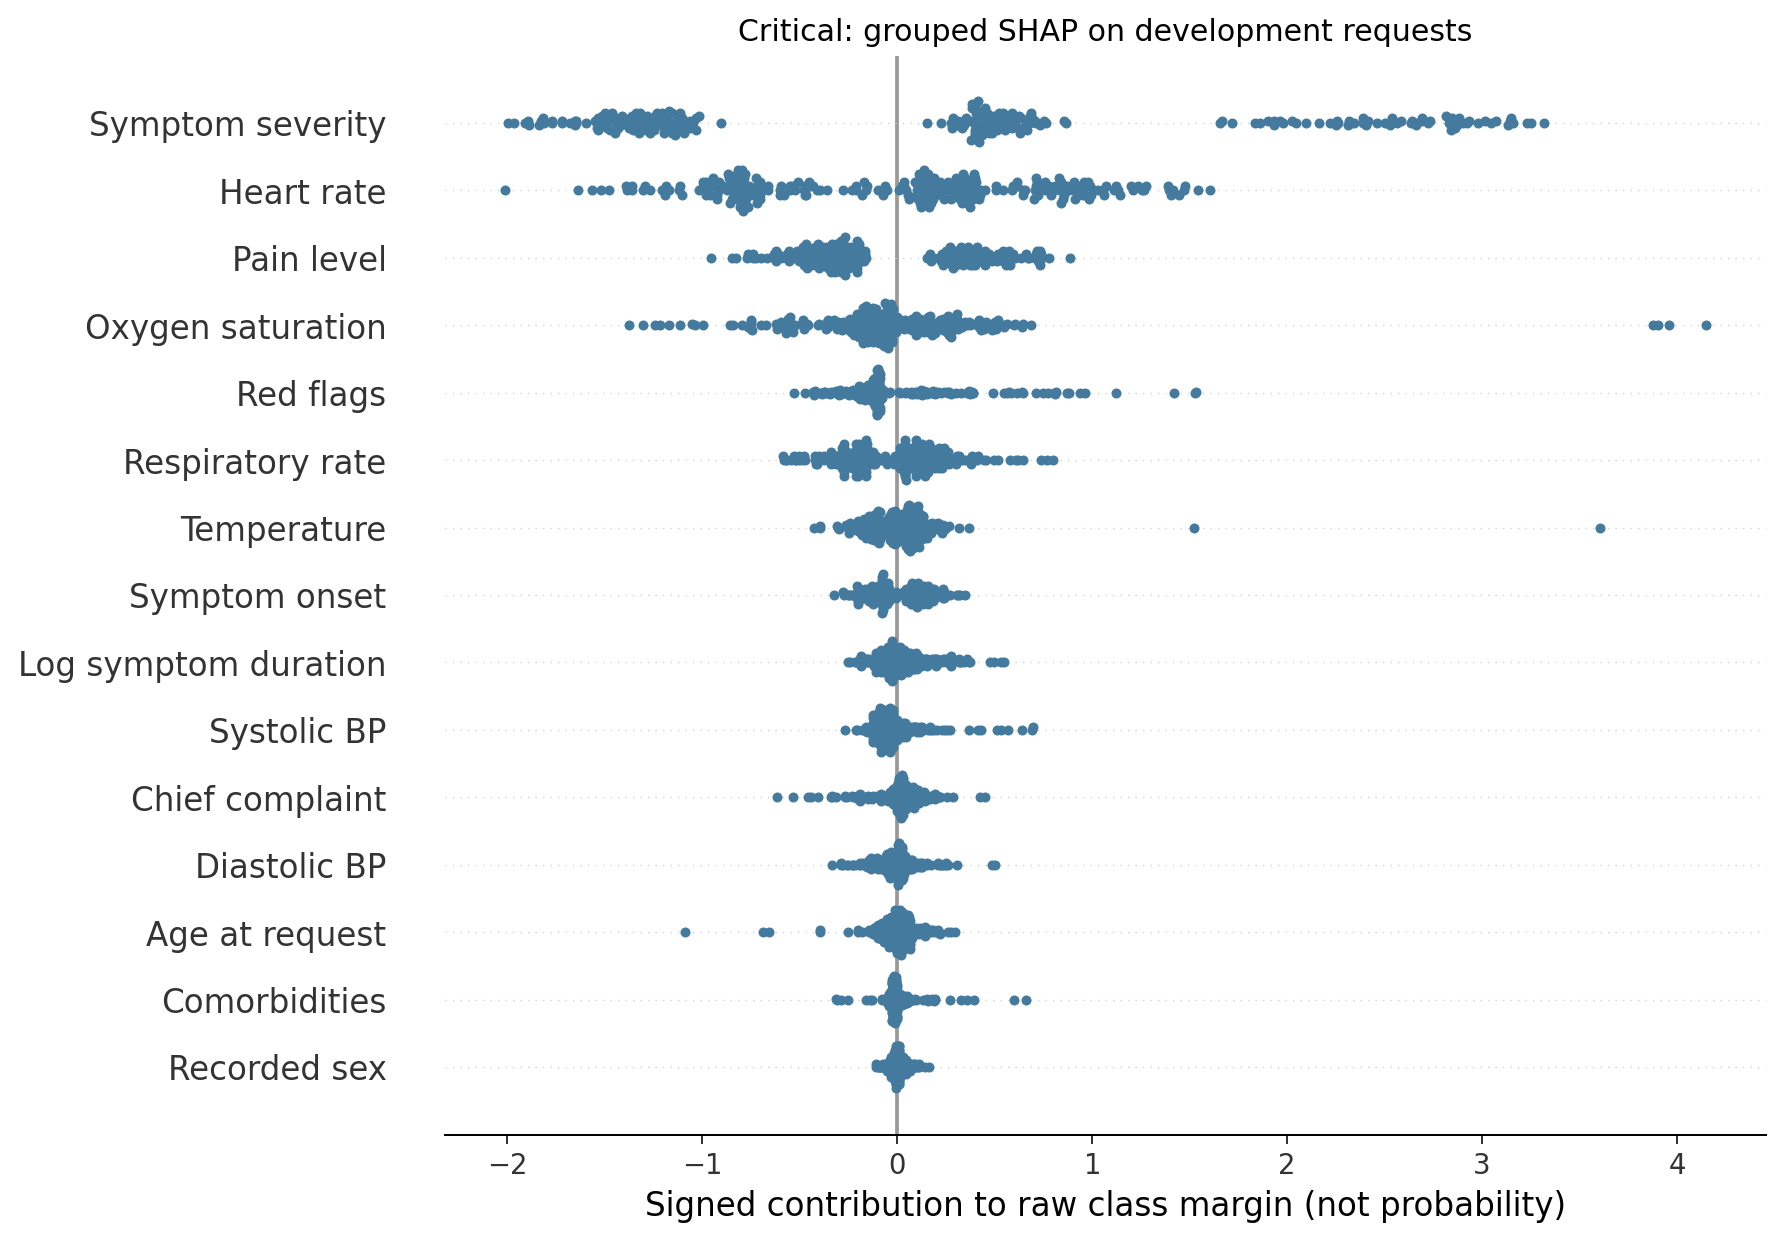 Critical: grouped SHAP on development requests
Symptom severity
Heart rate
Pain level
Oxygen saturation
Red flags
Respiratory rate
Temperature
Symptom onset
Log symptom duration
Systolic BP
Chief complaint
Diastolic BP
Age at request
Comorbidities
Recorded sex
−2 −1 0 1 2 3 4
Signed contribution to raw class margin (not probability)